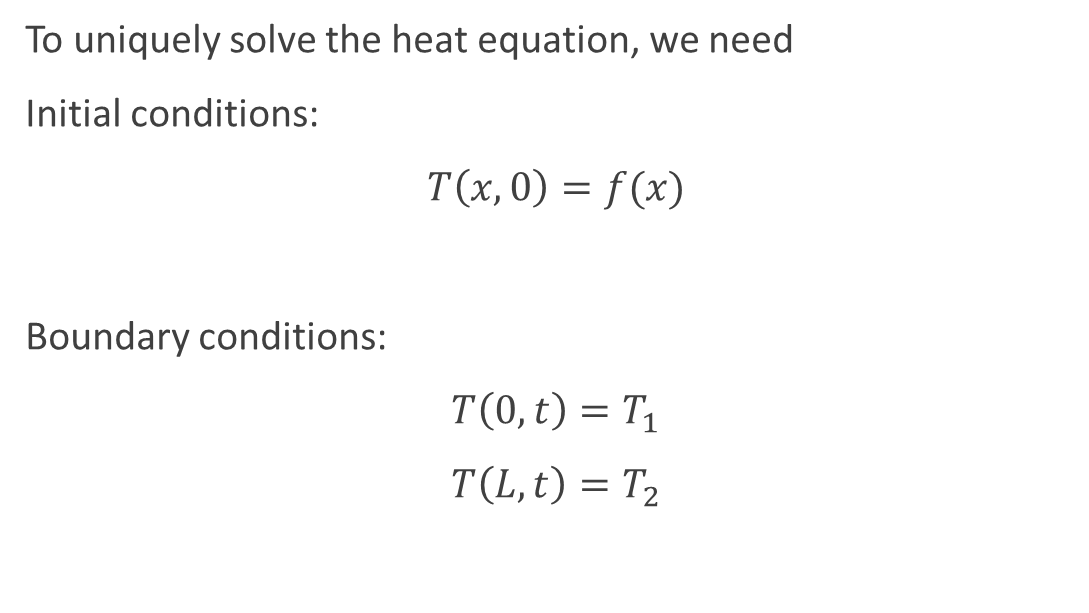 To uniquely solve the heat equation, we need
Initial conditions:
T(x, 0) = f(x)
Boundary conditions:
T(0, t) = T₁
T(L, t) = T₂